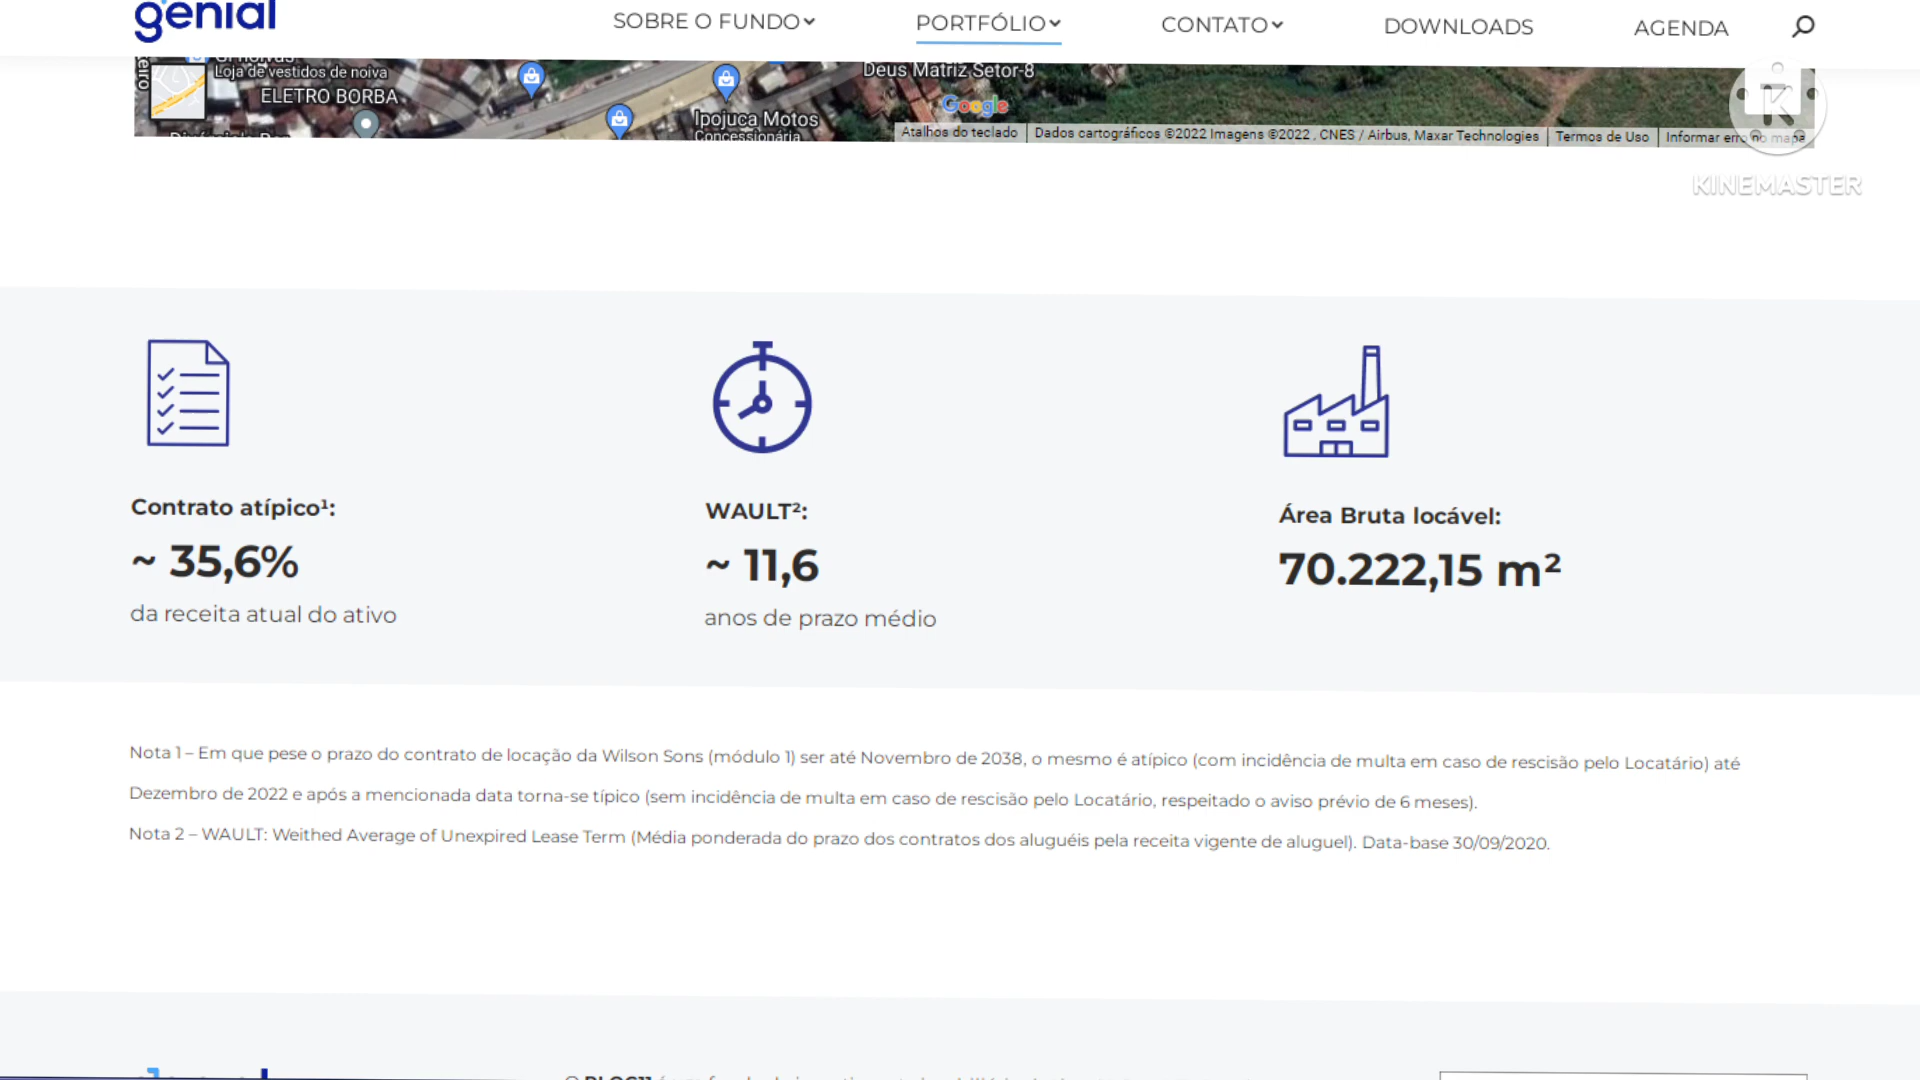 genial
SOBRE O FUNDO
PORTFÓLIO
CONTATO
DOWNLOADS
AGENDA
Loja de vestidos de noiva
ELETRO BORBA
Ipojuca Motos
Concessionária
Deus Matriz Setor-8
Google
Atalhos do teclado
Dados cartográficos ©2022 Imagens ©2022 , CNES / Airbus, Maxar Technologies
Termos de Uso
Informar erro no mapa
K
KINEMASTER
Contrato atípico¹:
~ 35,6%
da receita atual do ativo
WAULT²:
~ 11,6
anos de prazo médio
Área Bruta locável:
70.222,15 m²
Nota 1 – Em que pese o prazo do contrato de locação da Wilson Sons (módulo 1) ser até Novembro de 2038, o mesmo é atípico (com incidência de multa em caso de rescisão pelo Locatário) até
Dezembro de 2022 e após a mencionada data torna-se típico (sem incidência de multa em caso de rescisão pelo Locatário, respeitado o aviso prévio de 6 meses).
Nota 2 – WAULT: Weithed Average of Unexpired Lease Term (Média ponderada do prazo dos contratos dos aluguéis pela receita vigente de aluguel). Data-base 30/09/2020.